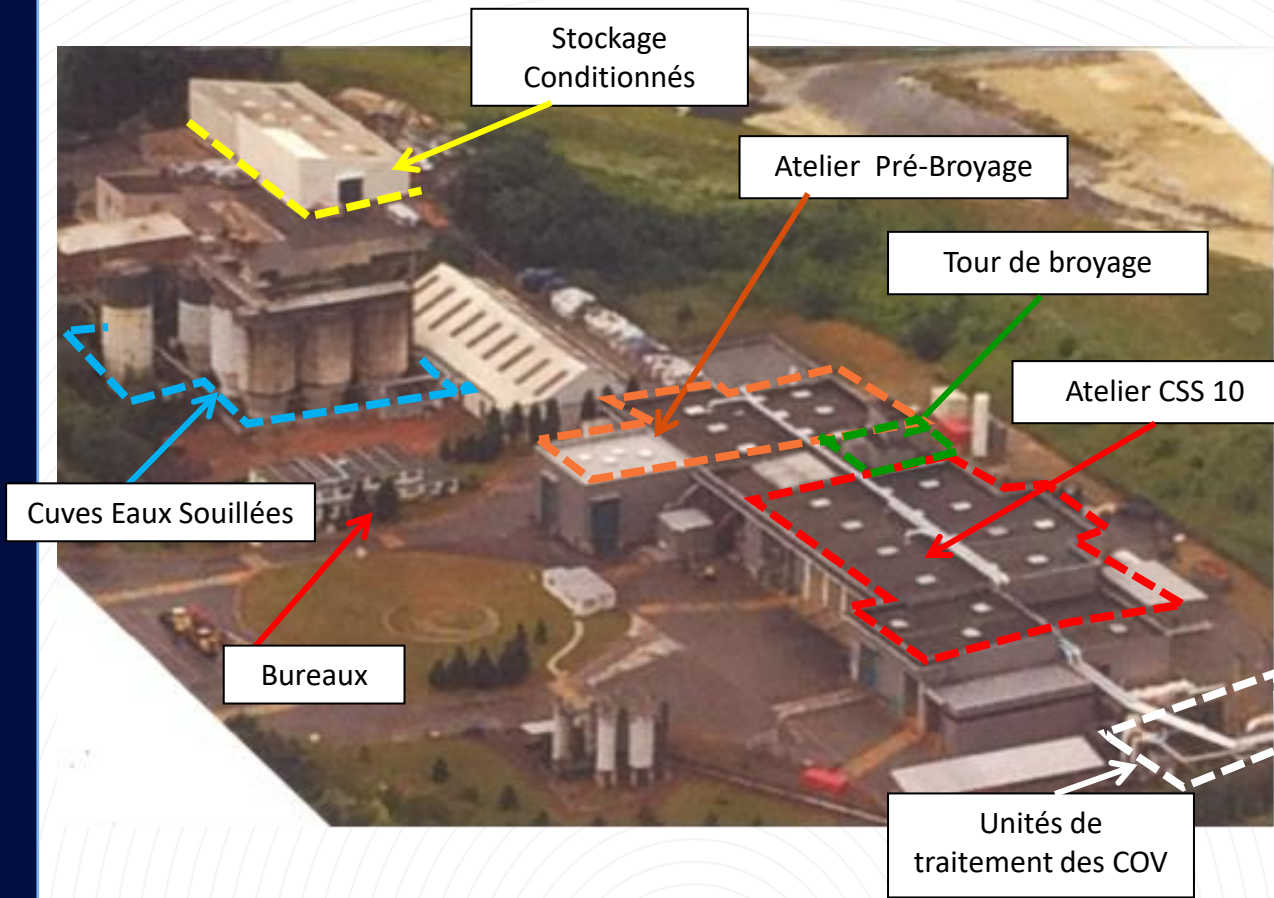 Stockage
Conditionnés
Atelier Pré-Broyage
Tour de broyage
Atelier CSS 10
Cuves Eaux Souillées
Bureaux
Unités de
traitement des COV